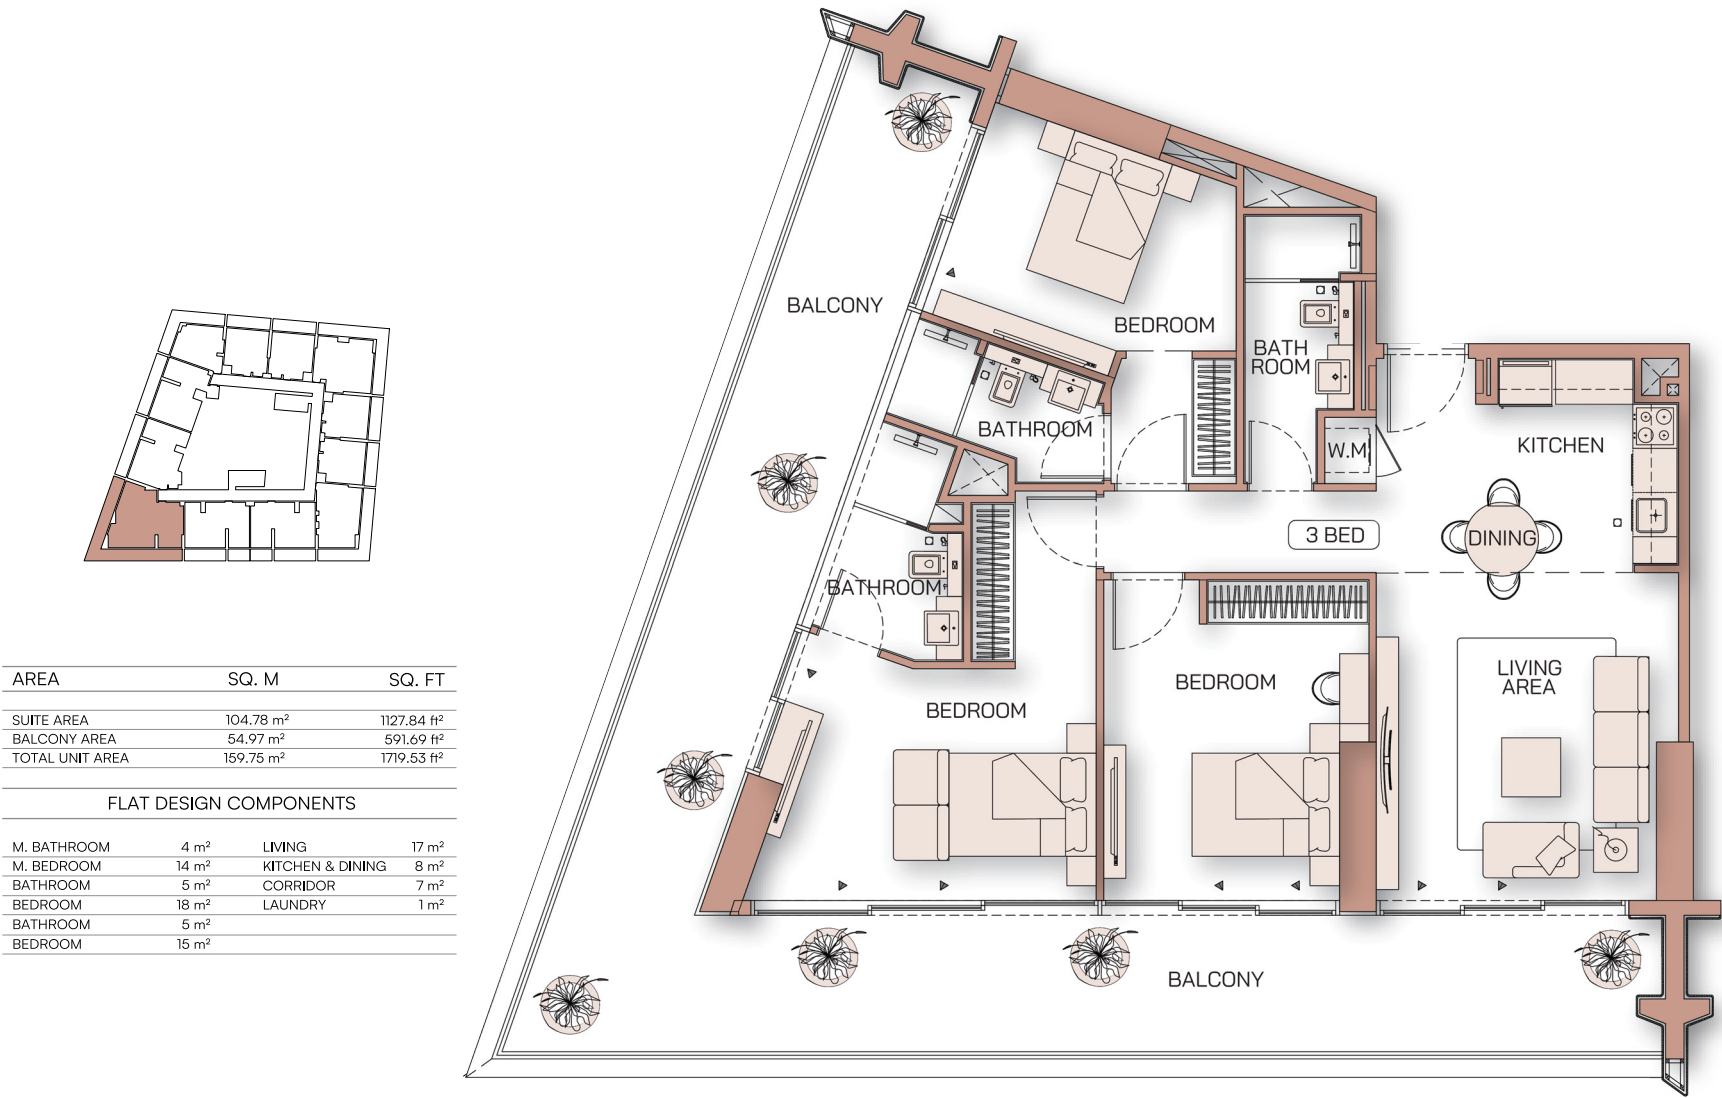 BALCONY
BEDROOM
BATH
ROOM
BATHROOM
W.M
KITCHEN
3 BED
DINING
BATHROOM
LIVING
AREA
BEDROOM
BEDROOM
BALCONY
AREA SQ. M SQ. FT
SUITE AREA 104.78 m² 1127.84 ft²
BALCONY AREA 54.97 m² 591.69 ft²
TOTAL UNIT AREA 159.75 m² 1719.53 ft²
FLAT DESIGN COMPONENTS
M. BATHROOM 4 m² LIVING 17 m²
M. BEDROOM 14 m² KITCHEN & DINING 8 m²
BATHROOM 5 m² CORRIDOR 7 m²
BEDROOM 18 m² LAUNDRY 1 m²
BATHROOM 5 m²
BEDROOM 15 m²